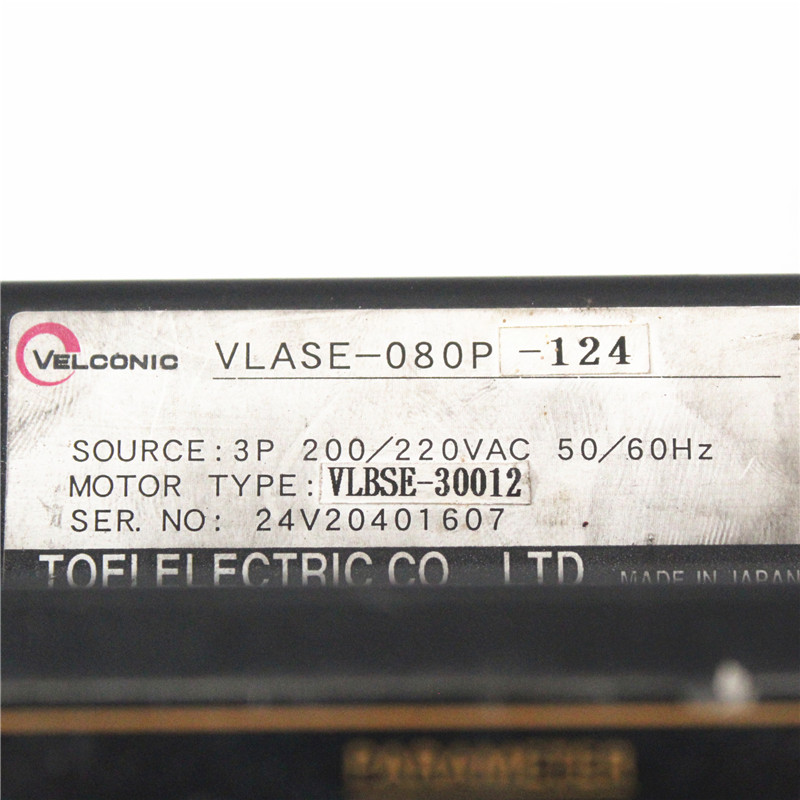 VELCONIC VLASE-080P -124
SOURCE: 3P 200/220VAC 50/60Hz
MOTOR TYPE: VLBSE-30012
SER. NO: 24V20401607
TOEI ELECTRIC CO., LTD. MADE IN JAPAN
PARAMETER